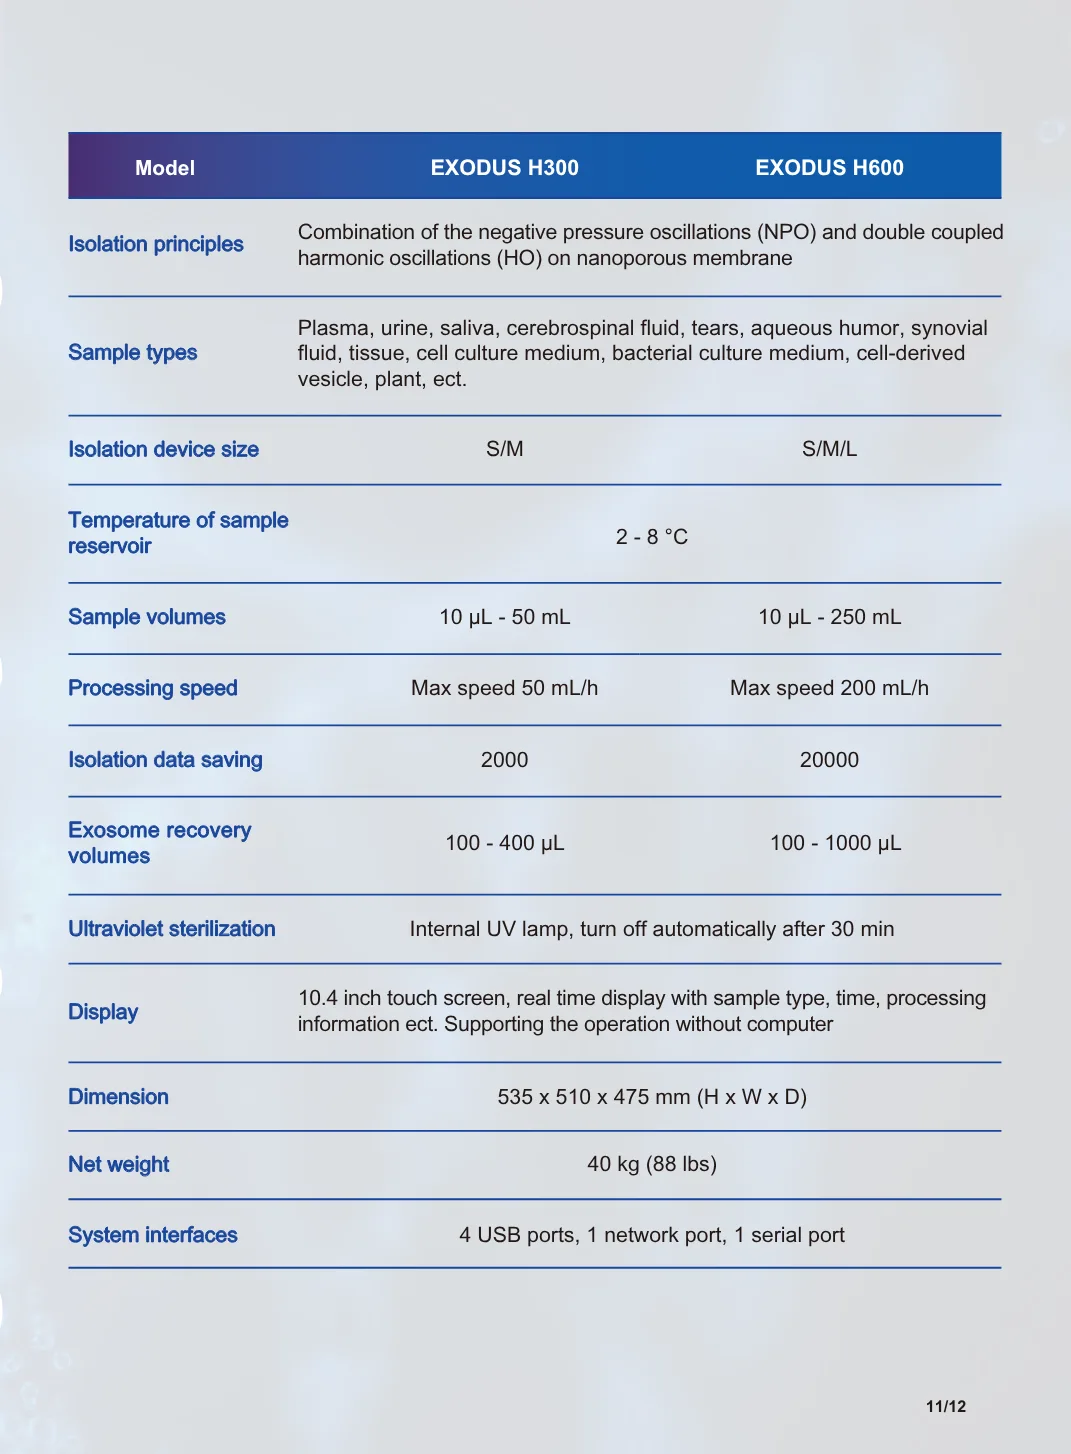 Model EXODUS H300 EXODUS H600
Isolation principles
Combination of the negative pressure oscillations (NPO) and double coupled
harmonic oscillations (HO) on nanoporous membrane
Sample types
Plasma, urine, saliva, cerebrospinal fluid, tears, aqueous humor, synovial
fluid, tissue, cell culture medium, bacterial culture medium, cell-derived
vesicle, plant, ect.
Isolation device size S/M S/M/L
Temperature of sample
reservoir
2 - 8 °C
Sample volumes 10 μL - 50 mL 10 μL - 250 mL
Processing speed Max speed 50 mL/h Max speed 200 mL/h
Isolation data saving 2000 20000
Exosome recovery
volumes
100 - 400 μL 100 - 1000 μL
Ultraviolet sterilization Internal UV lamp, turn off automatically after 30 min
Display
10.4 inch touch screen, real time display with sample type, time, processing
information ect. Supporting the operation without computer
Dimension 535 x 510 x 475 mm (H x W x D)
Net weight 40 kg (88 lbs)
System interfaces 4 USB ports, 1 network port, 1 serial port
11/12